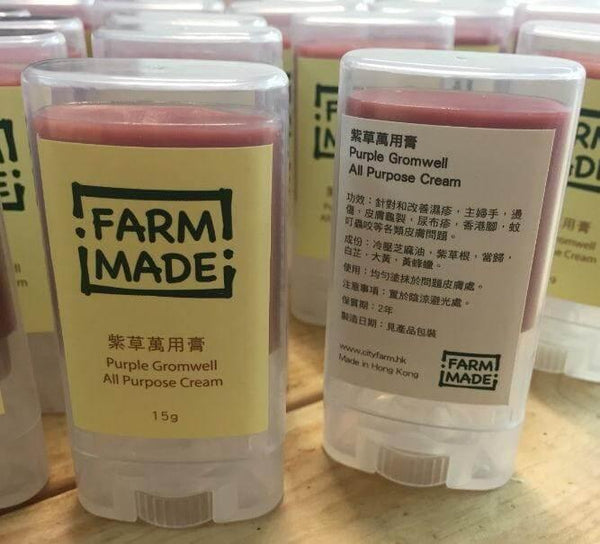 FARM
MADE
紫草萬用膏
Purple Gromwell
All Purpose Cream
15g
紫草萬用膏
Purple Gromwell
All Purpose Cream
功效：針對和改善濕疹，主婦手，燙
傷，皮膚龜裂，尿布疹，香港腳，蚊
叮蟲咬等各類皮膚問題。
成份：冷壓芝麻油，紫草根，當歸，
白芷，大黃，黃蜂蠟。
使用：均勻塗抹於問題皮膚處。
注意事項：置於陰涼避光處。
保質期：2年
製造日期：見產品包裝
www.cityfarm.hk
Made in Hong Kong
FARM
MADE